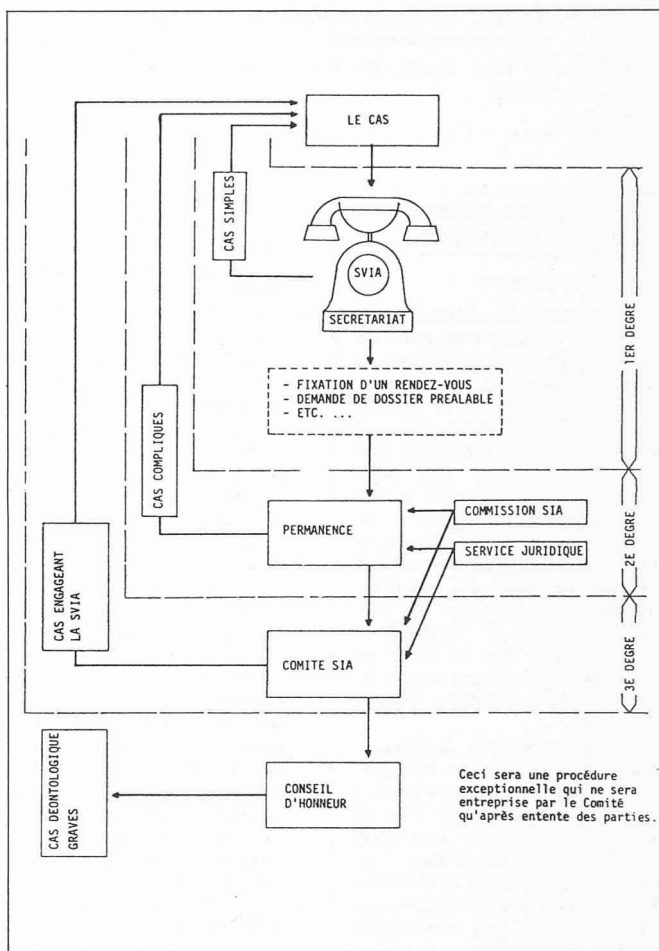 LE CAS
CAS SIMPLES
SVIA
SECRETARIAT
1ER DEGRE
- FIXATION D'UN RENDEZ-VOUS
- DEMANDE DE DOSSIER PREALABLE
- ETC. ...
CAS COMPLIQUES
PERMANENCE
COMMISSION SIA
SERVICE JURIDIQUE
2E DEGRE
CAS ENGAGEANT
LA SVIA
COMITE SIA
3E DEGRE
CAS DEONTOLOGIQUE
GRAVES
CONSEIL
D'HONNEUR
Ceci sera une procédure
exceptionnelle qui ne sera
entreprise par le Comité
qu'après entente des parties.